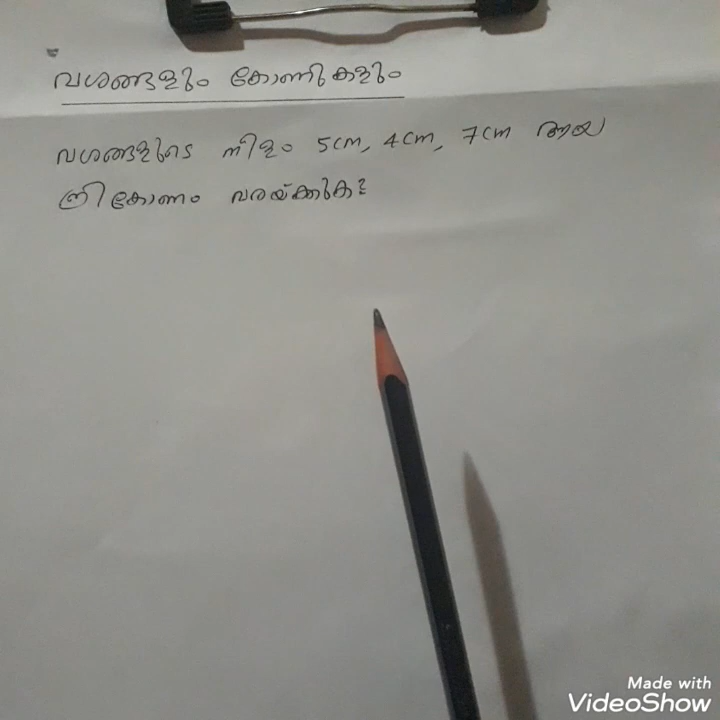 വശങ്ങളും കോണുകളും
വശങ്ങളുടെ നീളം 5cm, 4cm, 7cm ആയ
ത്രികോണം വരയ്ക്കുക?
Made with
VideoShow